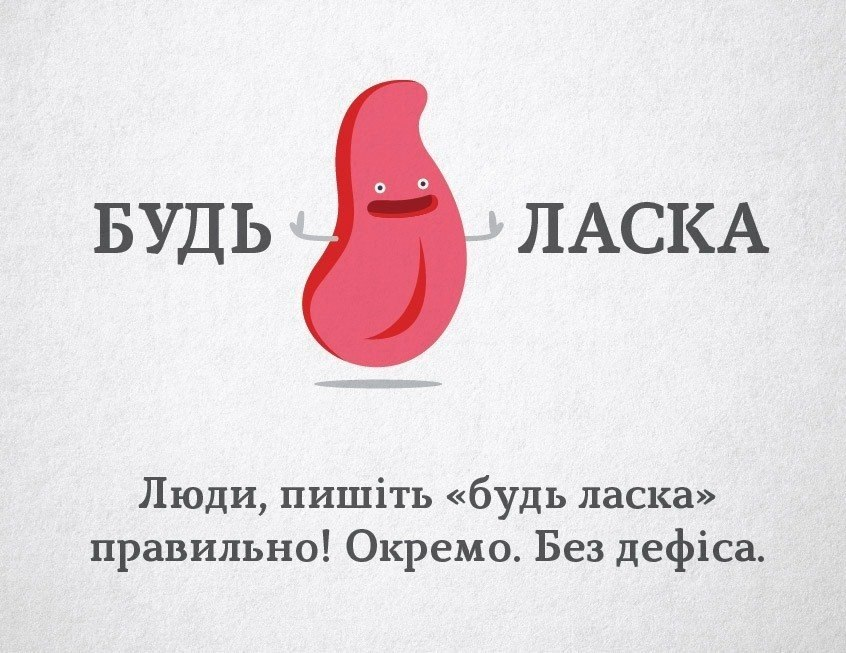 БУДЬ ЛАСКА
Люди, пишіть «будь ласка»
правильно! Окремо. Без дефіса.